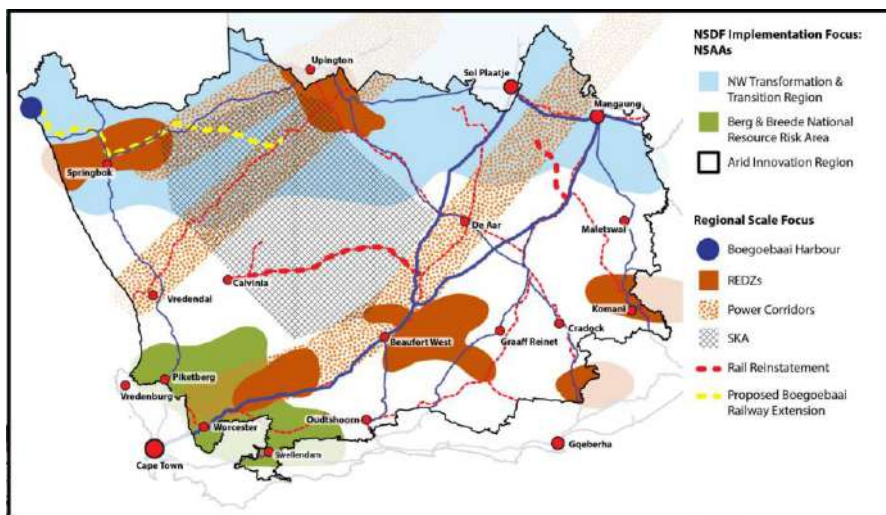 NSDF Implementation Focus:
NSAAs
NW Transformation &
Transition Region
Berg & Breede National
Resource Risk Area
Arid Innovation Region
Regional Scale Focus
Boegoebaai Harbour
REDZs
Power Corridors
SKA
Rail Reinstatement
Proposed Boegoebaai
Railway Extension
Upington
Sol Plaatje
Mangaung
Springbok
De Aar
Maletswai
Calvinia
Vredendal
Komani
Cradock
Beaufort West
Graaff Reinet
Piketberg
Vredenburg
Oudtshoorn
Worcester
Swellendam
Gqeberha
Cape Town